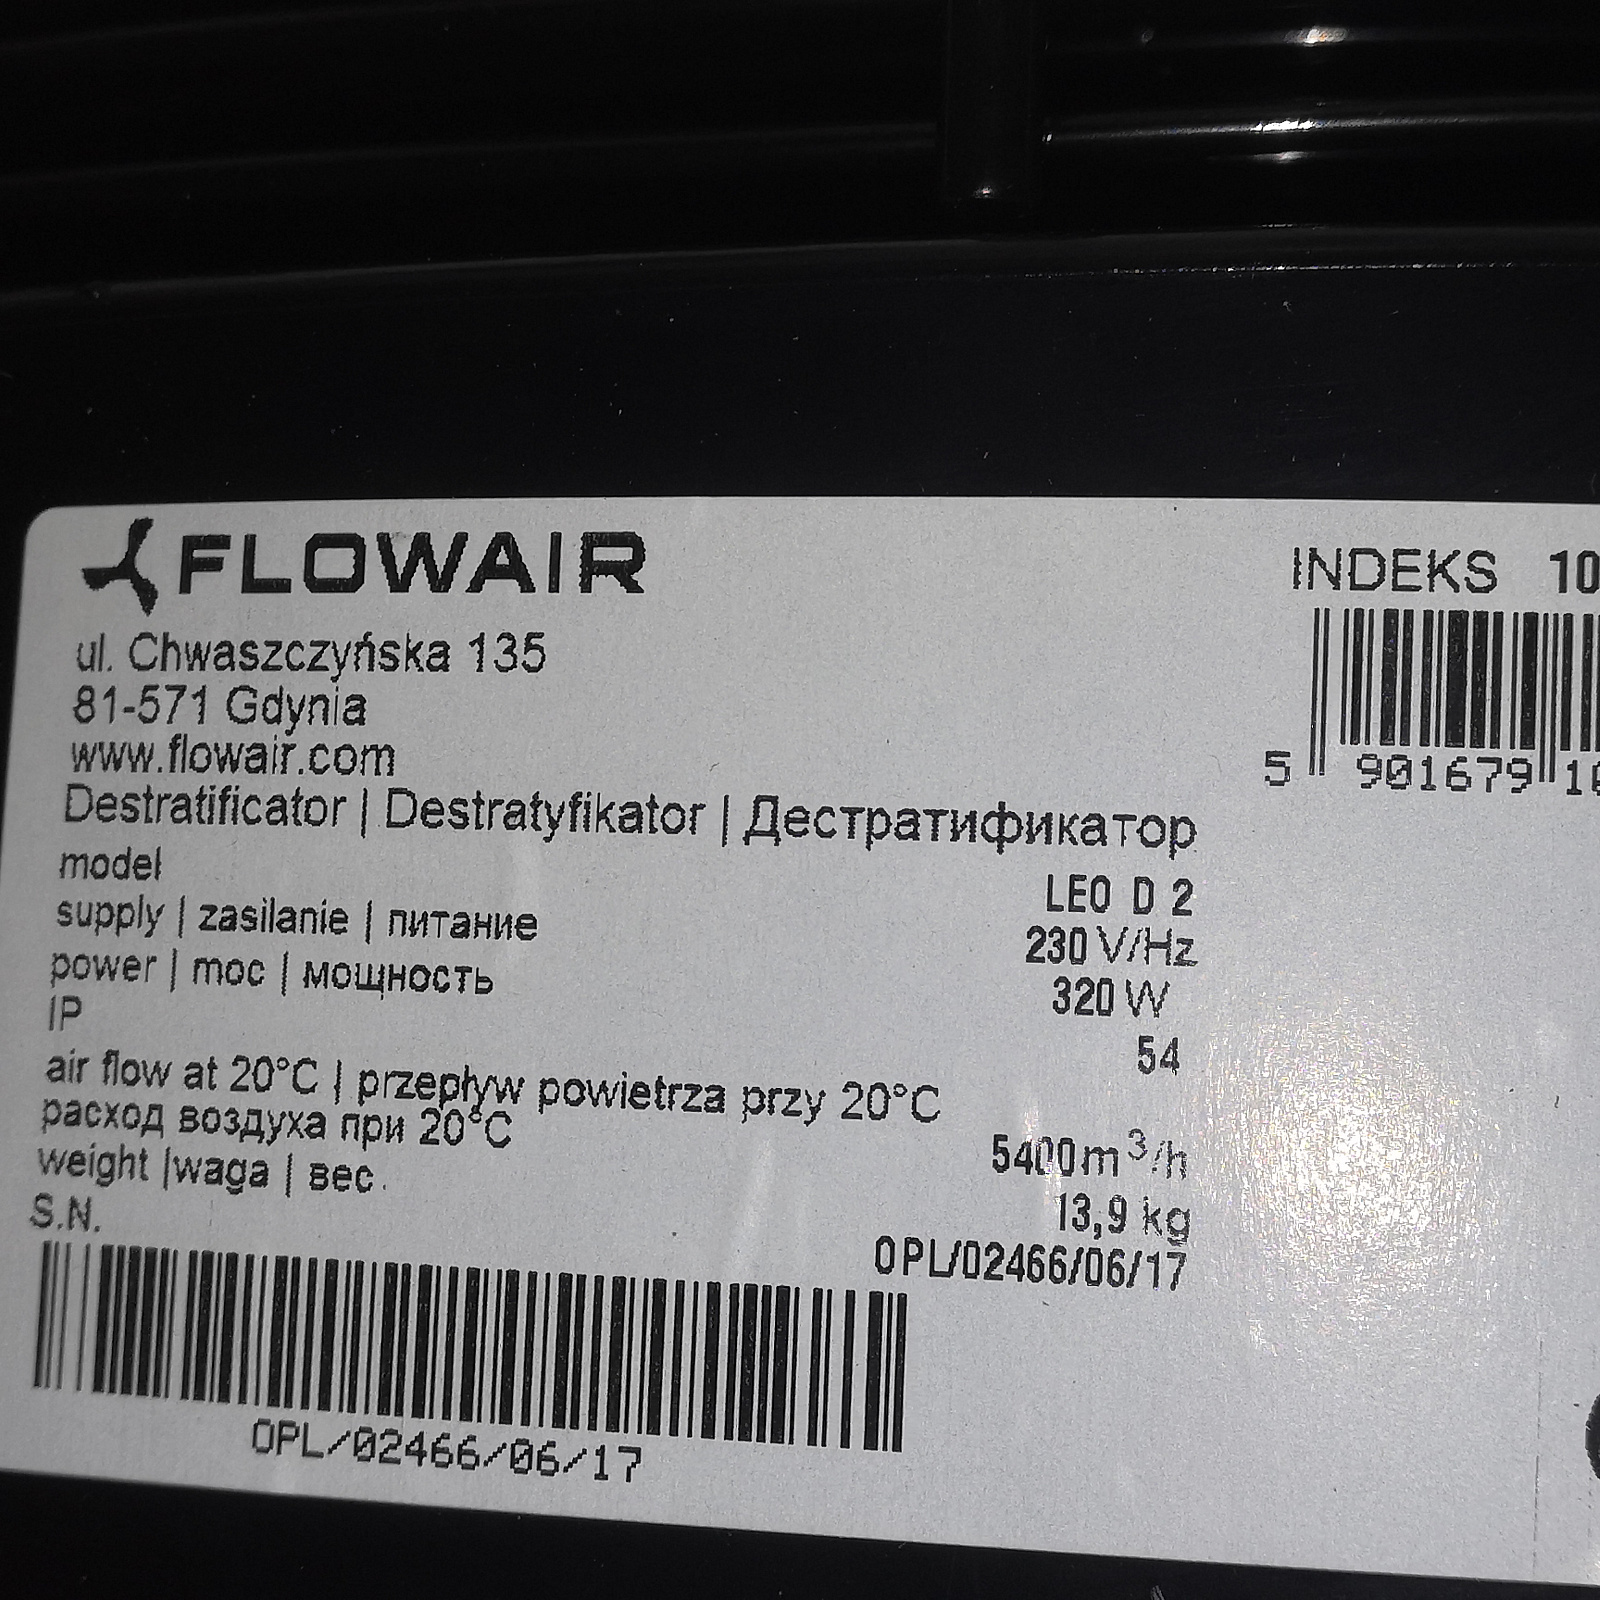 FLOWAIR
ul. Chwaszczyńska 135
81-571 Gdynia
www.flowair.com
INDEKS 10
5 901679 10
Destratificator | Destratyfikator | Дестратификатор
model LEO D 2
supply | zasilanie | питание 230 V/Hz
power | moc | мощность 320 W
IP 54
air flow at 20°C | przepływ powietrza przy 20°C
расход воздуха при 20°C 5400m³/h
weight |waga | вес. 13,9 kg
S.N. OPL/02466/06/17
OPL/02466/06/17